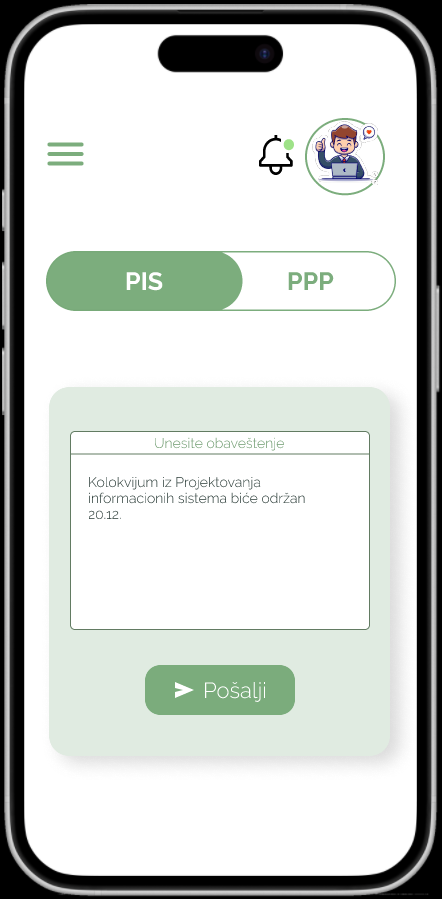 PIS
PPP
Unesite obaveštenje
Kolokvijum iz Projektovanja
informacionih sistema biće održan
20.12.
Pošalji